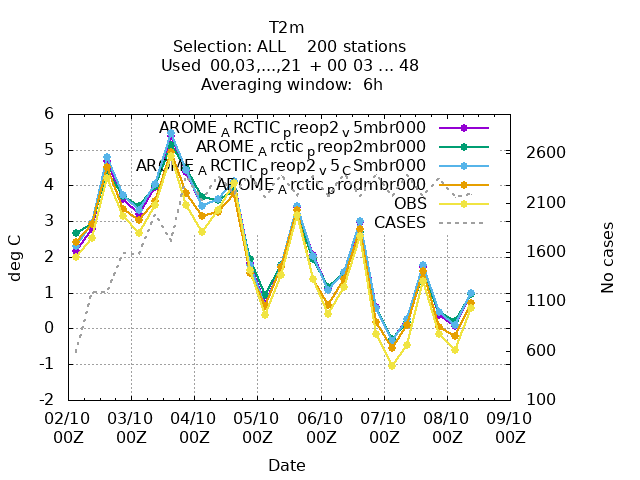 T2m
Selection: ALL 200 stations
Used 00,03,...,21 + 00 03 ... 48
Averaging window: 6h
AROME_ARCTIC_preop2_v5mbr000
AROME_Arctic_preop2mbr000
AROME_ARCTIC_preop2_v5_CSmbr000
AROME_Arctic_prodmbr000
OBS
CASES
deg C
6
5
4
3
2
1
0
-1
-2
No cases
2600
2100
1600
1100
600
100
02/10 03/10 04/10 05/10 06/10 07/10 08/10 09/10
00Z 00Z 00Z 00Z 00Z 00Z 00Z 00Z
Date